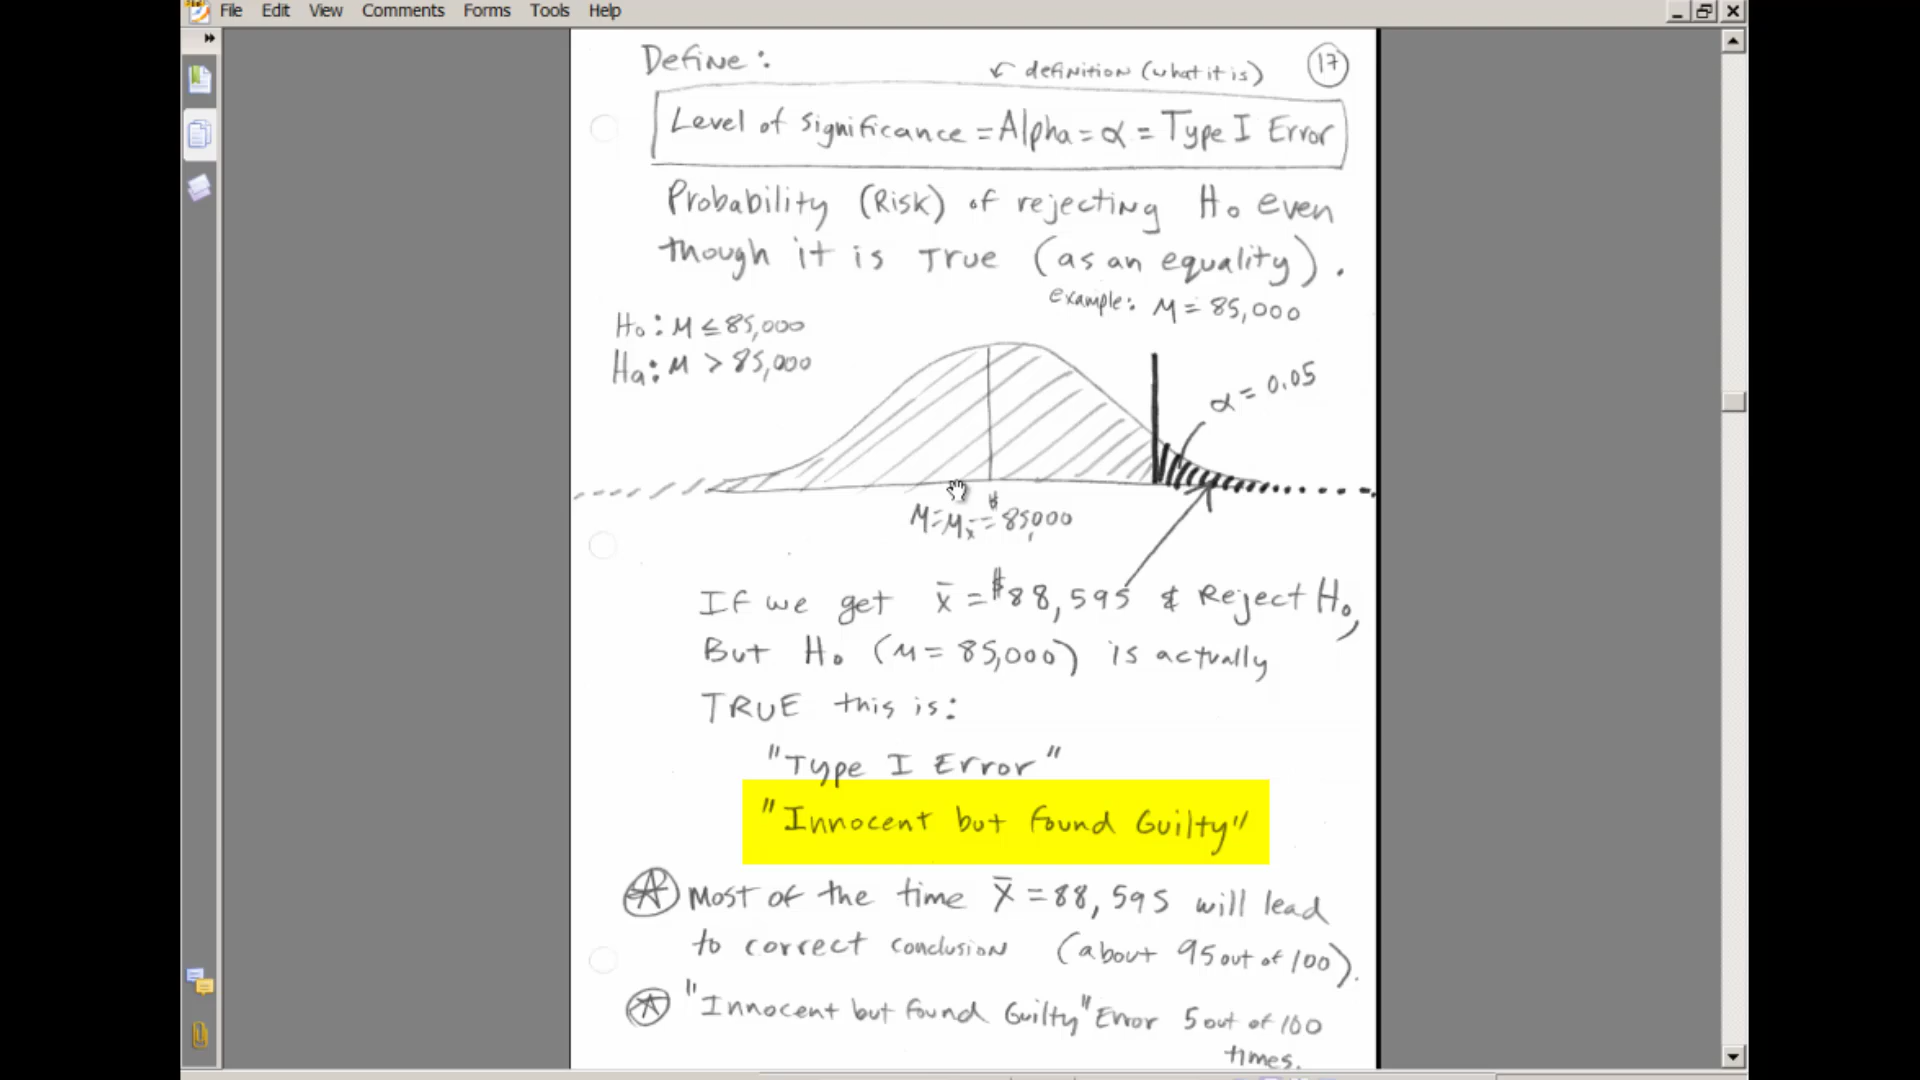 File Edit View Comments Forms Tools Help
Define:
definition (what it is)
17
Level of significance = Alpha = α = Type I Error
Probability (Risk) of rejecting Ho even
though it is True (as an equality).
example: M = 85,000
Ho: M ≤ 85,000
Ha: M > 85,000
α = 0.05
M = Mx̄ = $85,000
If we get x̄ = $88,595 & Reject Ho,
But Ho (M = 85,000) is actually
TRUE this is:
"Type I Error"
"Innocent but found Guilty"
Most of the time X̄ = 88,595 will lead
to correct conclusion (about 95 out of 100).
"Innocent but found Guilty" Error 5 out of 100
times.